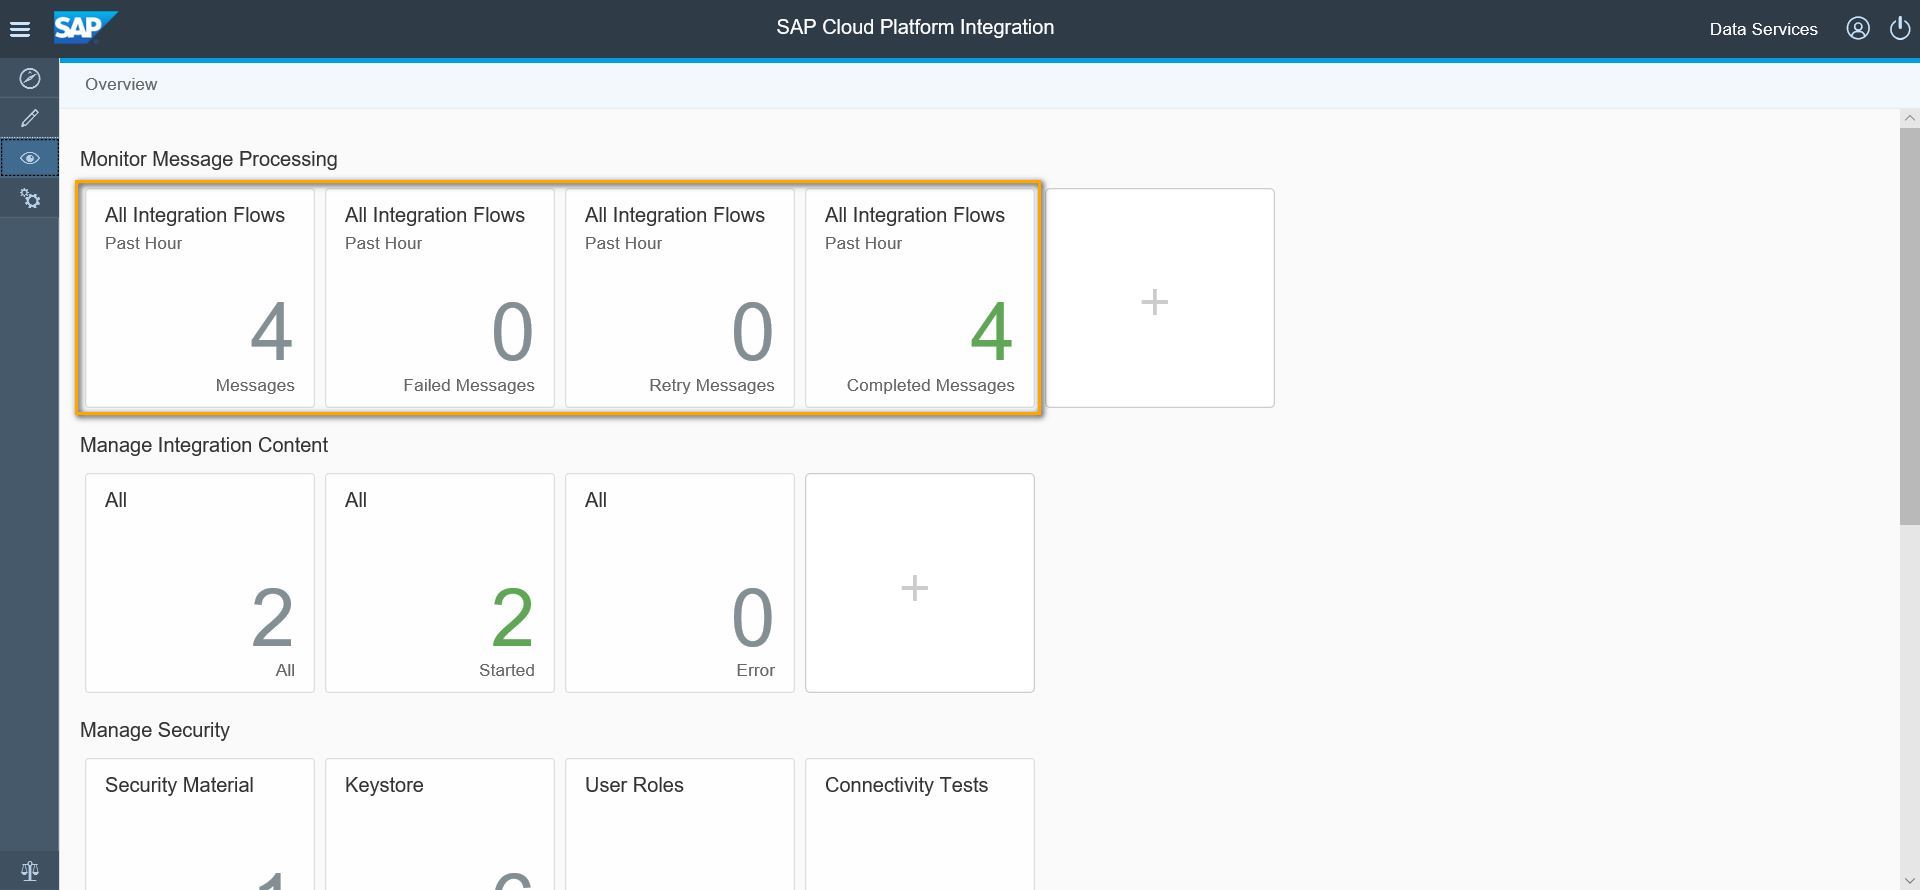 SAP
SAP Cloud Platform Integration
Data Services
Overview
Monitor Message Processing
All Integration Flows
Past Hour
4
Messages
All Integration Flows
Past Hour
0
Failed Messages
All Integration Flows
Past Hour
0
Retry Messages
All Integration Flows
Past Hour
4
Completed Messages
+
Manage Integration Content
All
2
All
All
2
Started
All
0
Error
+
Manage Security
Security Material
Keystore
User Roles
Connectivity Tests